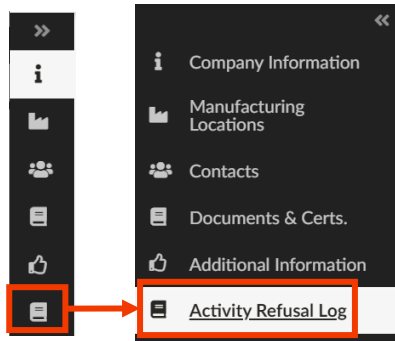 Company Information
Manufacturing
Locations
Contacts
Documents & Certs.
Additional Information
Activity Refusal Log